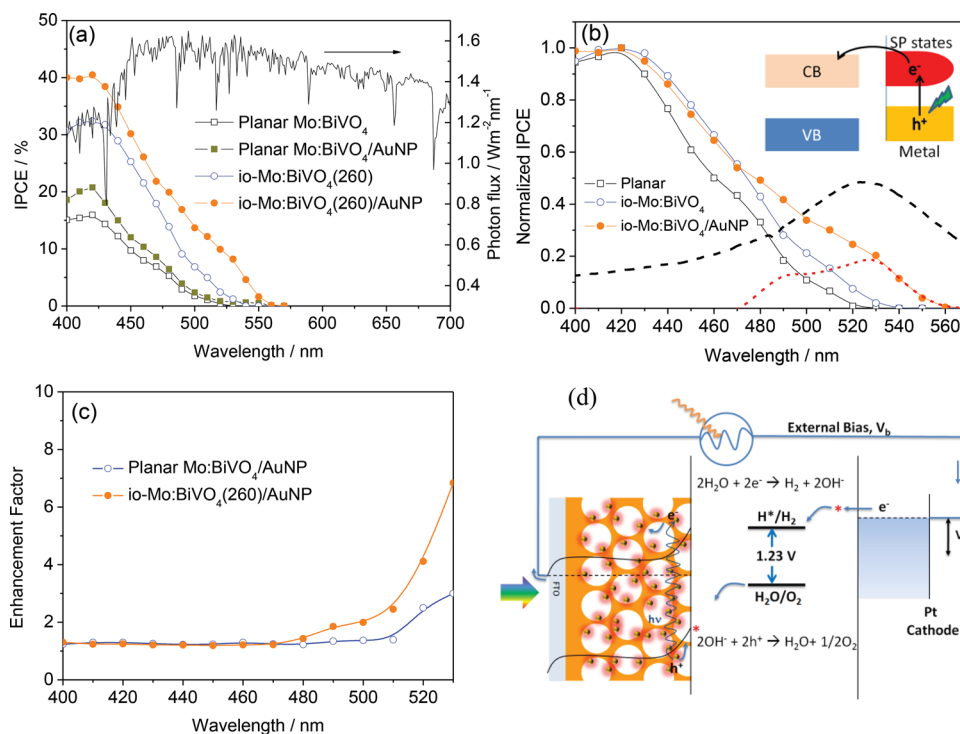 (a)
IPCE / %
50
40
30
20
10
0
400 450 500 550 600 650 700
Wavelength / nm
1.6
1.4
1.2
1.0
0.8
0.6
0.4
Photon flux / Wm⁻²nm⁻¹
Planar Mo:BiVO₄
Planar Mo:BiVO₄/AuNP
io-Mo:BiVO₄(260)
io-Mo:BiVO₄(260)/AuNP
(b)
Normalized IPCE
1.0
0.8
0.6
0.4
0.2
0.0
400 420 440 460 480 500 520 540 560
Wavelength / nm
SP states
CB
e⁻
VB
h⁺
Metal
Planar
io-Mo:BiVO₄
io-Mo:BiVO₄/AuNP
(c)
Enhancement Factor
10
8
6
4
2
0
400 420 440 460 480 500 520
Wavelength / nm
Planar Mo:BiVO₄/AuNP
io-Mo:BiVO₄(260)/AuNP
(d)
External Bias, V_b
2H₂O + 2e⁻ → H₂ + 2OH⁻
e⁻
H*/H₂
* e⁻
1.23 V
V
FTO
H₂O/O₂
hν
*
2OH⁻ + 2h⁺ → H₂O+ 1/2O₂
h⁺
Pt
Cathode